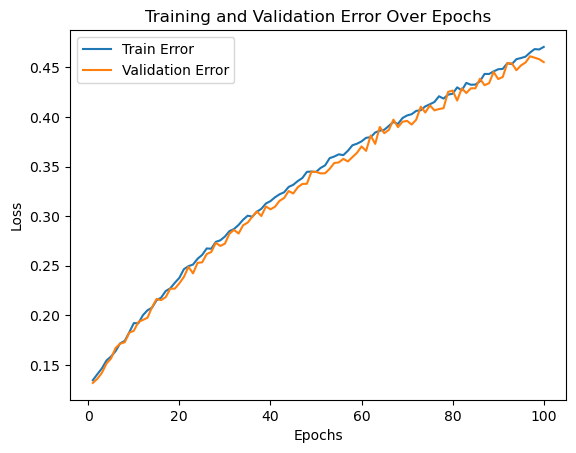 Training and Validation Error Over Epochs
Train Error
Validation Error
Loss
0.45
0.40
0.35
0.30
0.25
0.20
0.15
0 20 40 60 80 100
Epochs